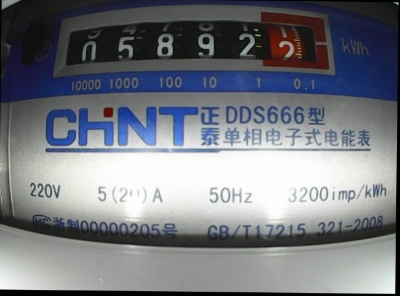 058922 kWh
10000 1000 100 10 1 0.1
CHNT 正泰 DDS666型
单相电子式电能表
220V 5(20)A 50Hz 3200imp/kWh
MC 浙制00000205号 GB/T17215.321-2008